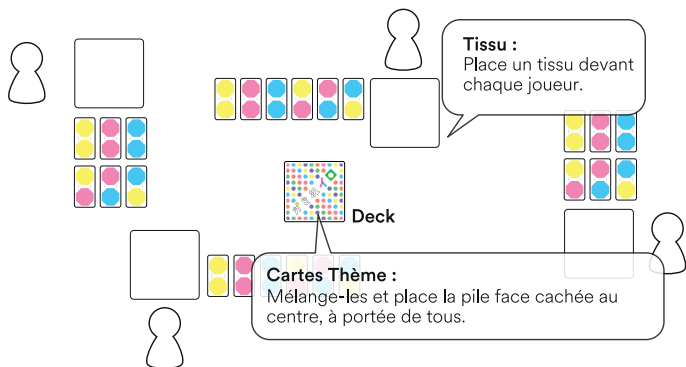 Tissu :
Place un tissu devant
chaque joueur.
Deck
Cartes Thème :
Mélange-les et place la pile face cachée au
centre, à portée de tous.